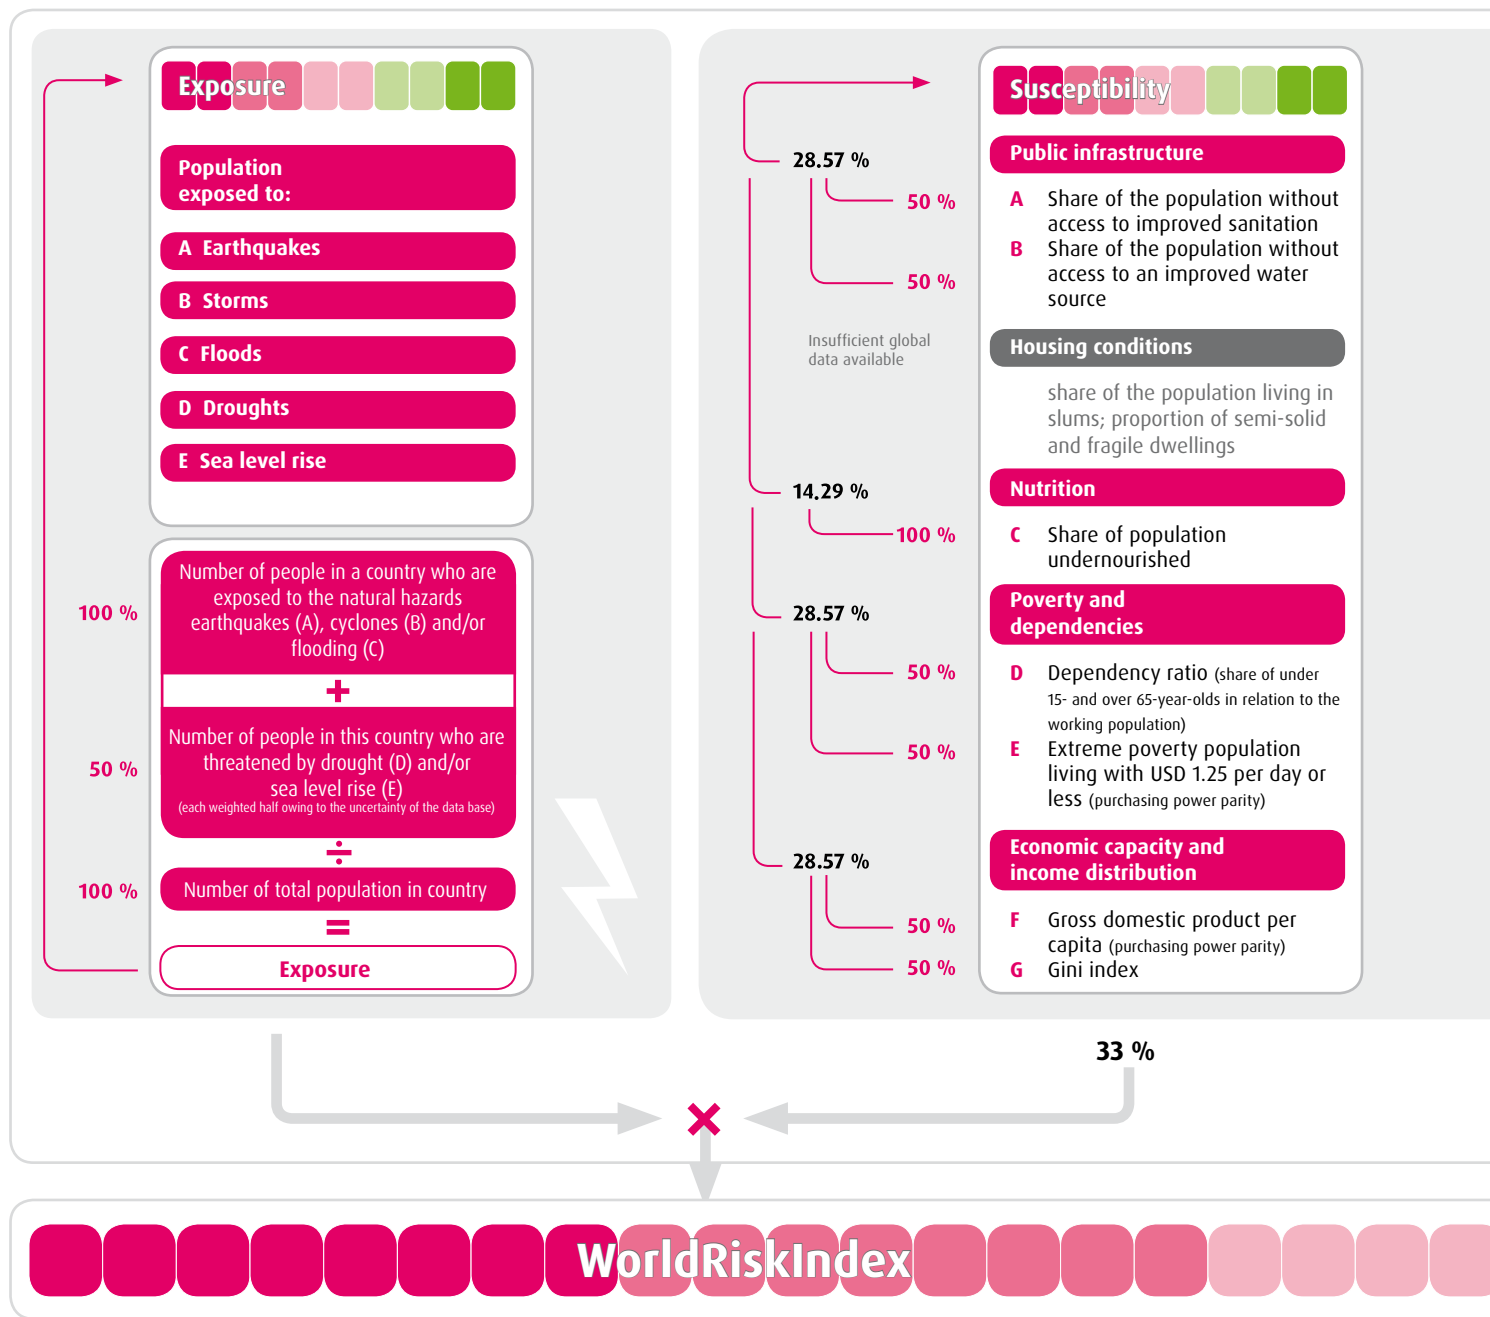 Exposure
Population
exposed to:
A Earthquakes
B Storms
C Floods
D Droughts
E Sea level rise
100 %
Number of people in a country who are
exposed to the natural hazards
earthquakes (A), cyclones (B) and/or
flooding (C)
+
50 %
Number of people in this country who are
threatened by drought (D) and/or
sea level rise (E)
(each weighted half owing to the uncertainty of the data base)
÷
100 %
Number of total population in country
=
Exposure
Susceptibility
28.57 %
Public infrastructure
50 %
A Share of the population without
access to improved sanitation
50 %
B Share of the population without
access to an improved water
source
Insufficient global
data available
Housing conditions
share of the population living in
slums; proportion of semi-solid
and fragile dwellings
14.29 %
Nutrition
100 %
C Share of population
undernourished
28.57 %
Poverty and
dependencies
50 %
D Dependency ratio (share of under
15- and over 65-year-olds in relation to the
working population)
50 %
E Extreme poverty population
living with USD 1.25 per day or
less (purchasing power parity)
28.57 %
Economic capacity and
income distribution
50 %
F Gross domestic product per
capita (purchasing power parity)
50 %
G Gini index
33 %
×
WorldRiskIndex